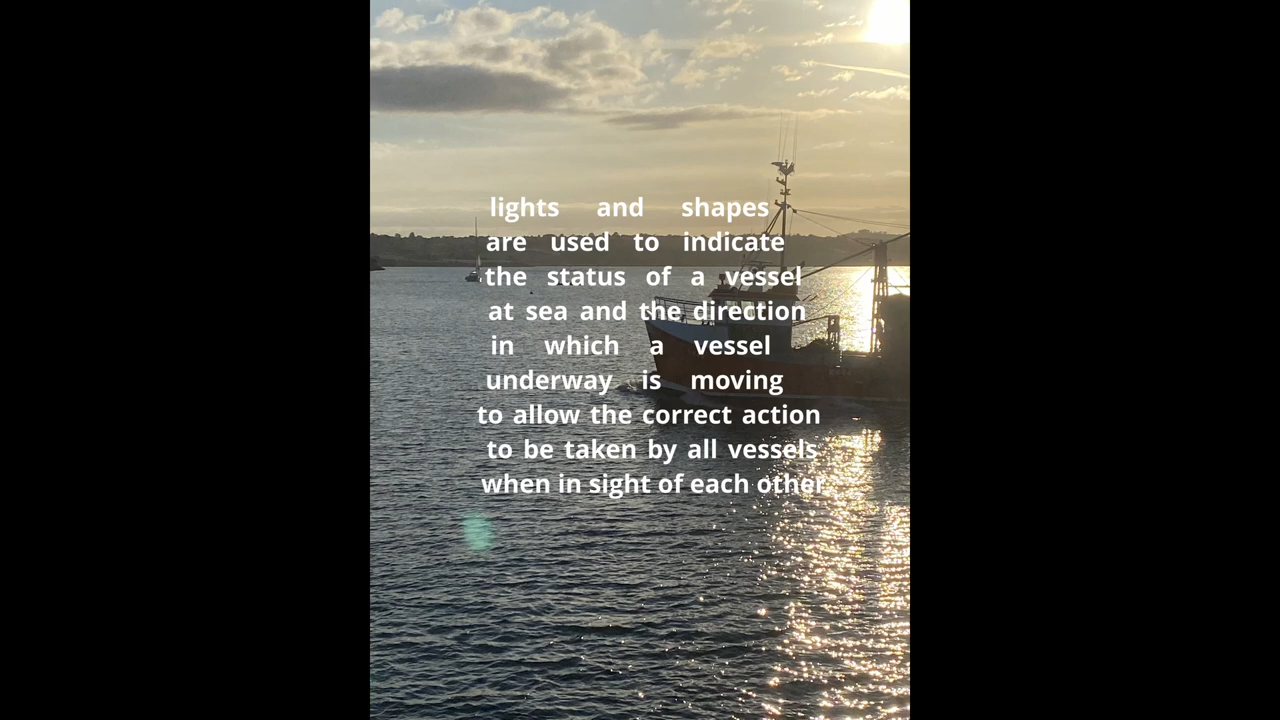 lights and shapes
are used to indicate
the status of a vessel
at sea and the direction
in which a vessel
underway is moving
to allow the correct action
to be taken by all vessels
when in sight of each other